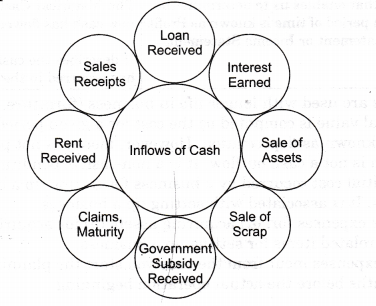 Loan
Received
Sales
Receipts
Interest
Earned
Rent
Received
Inflows of Cash
Sale of
Assets
Claims,
Maturity
Sale of
Scrap
Government
Subsidy
Received